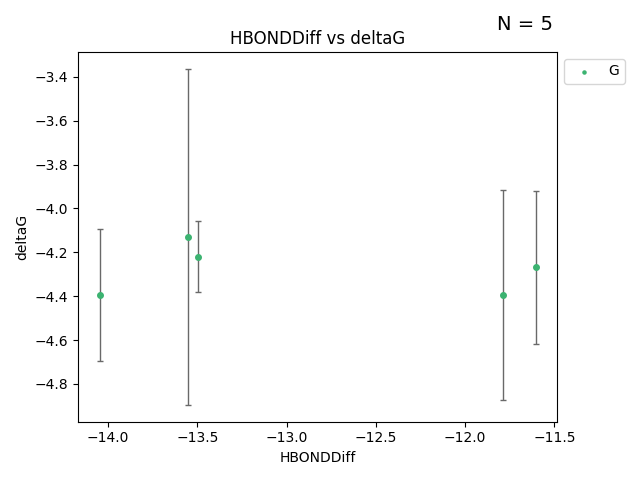 N = 5
HBONDDiff vs deltaG
G
−3.4
−3.6
−3.8
−4.0
−4.2
−4.4
−4.6
−4.8
deltaG
−14.0 −13.5 −13.0 −12.5 −12.0 −11.5
HBONDDiff